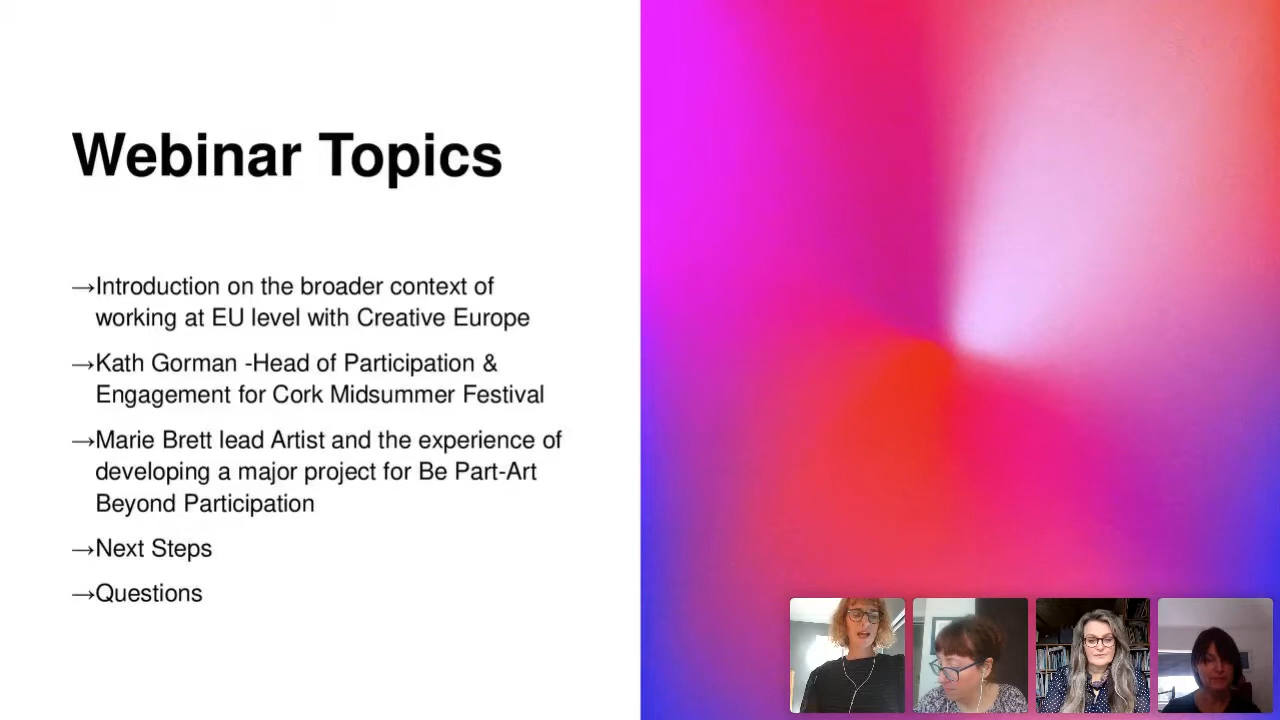 Webinar Topics
→Introduction on the broader context of
working at EU level with Creative Europe
→Kath Gorman -Head of Participation &
Engagement for Cork Midsummer Festival
→Marie Brett lead Artist and the experience of
developing a major project for Be Part-Art
Beyond Participation
→Next Steps
→Questions